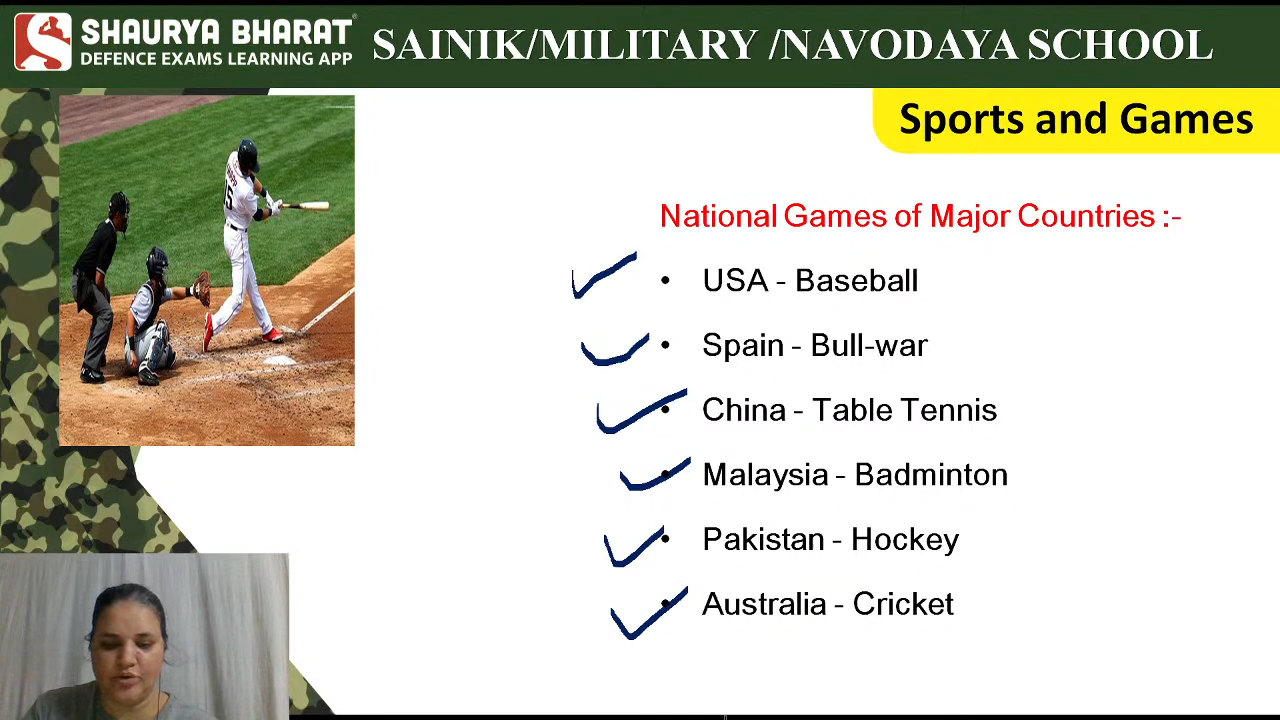 SHAURYA BHARAT
DEFENCE EXAMS LEARNING APP
SAINIK/MILITARY /NAVODAYA SCHOOL
Sports and Games
National Games of Major Countries :-
• USA - Baseball
• Spain - Bull-war
• China - Table Tennis
• Malaysia - Badminton
• Pakistan - Hockey
• Australia - Cricket
15